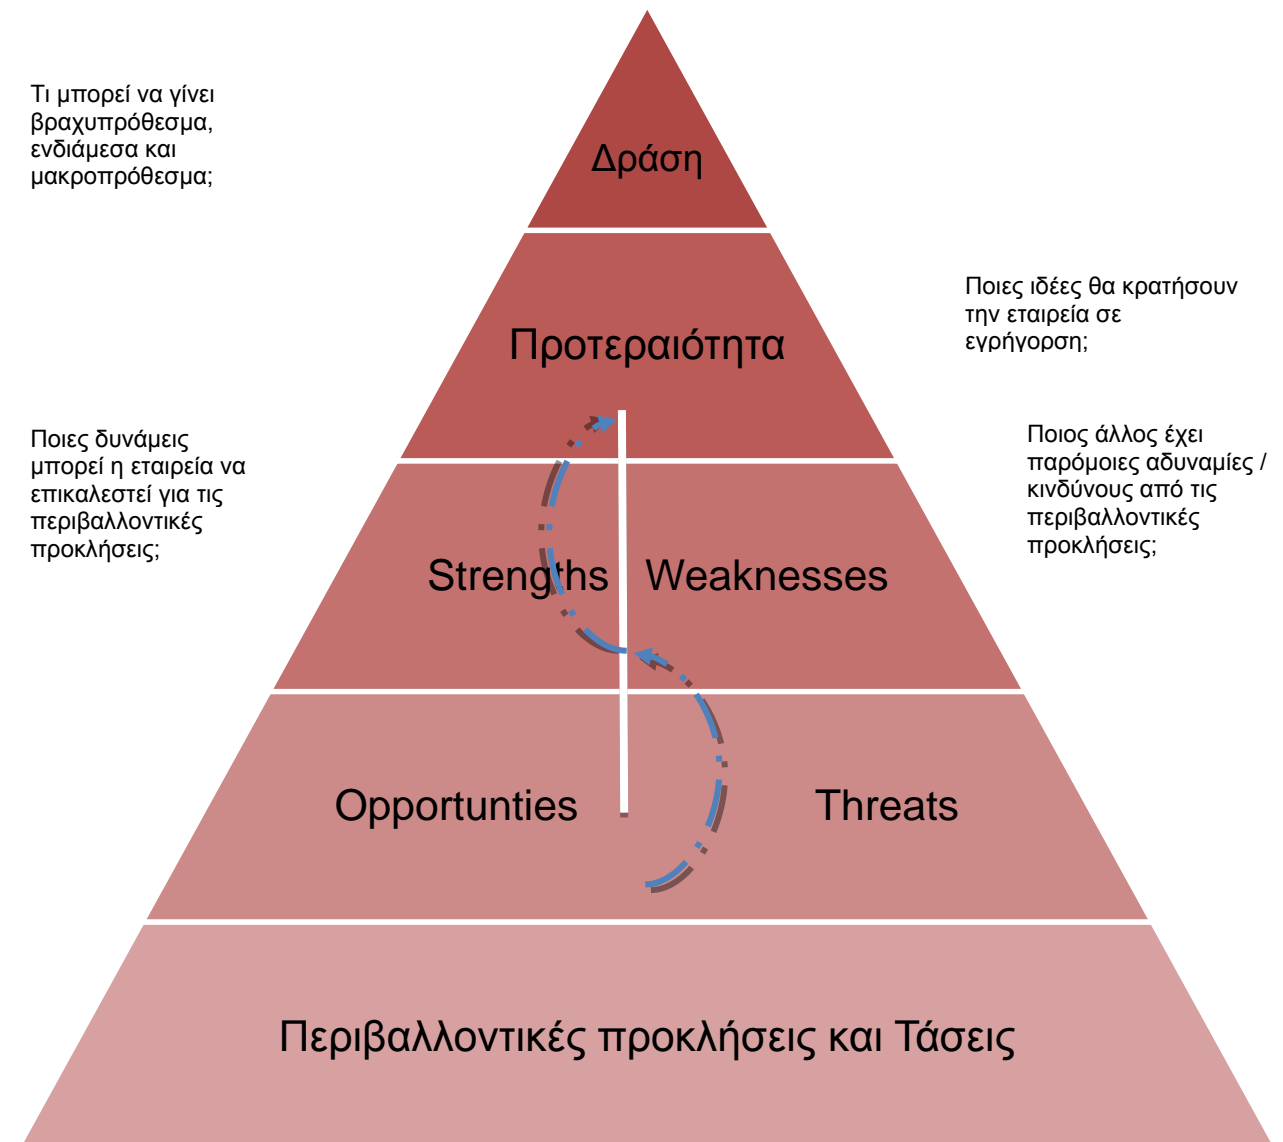 Τι μπορεί να γίνει
βραχυπρόθεσμα,
ενδιάμεσα και
μακροπρόθεσμα;
Δράση
Ποιες ιδέες θα κρατήσουν
την εταιρεία σε
εγρήγορση;
Προτεραιότητα
Ποιες δυνάμεις
μπορεί η εταιρεία να
επικαλεστεί για τις
περιβαλλοντικές
προκλήσεις;
Ποιος άλλος έχει
παρόμοιες αδυναμίες /
κινδύνους από τις
περιβαλλοντικές
προκλήσεις;
Strengths
Weaknesses
Opportunties
Threats
Περιβαλλοντικές προκλήσεις και Τάσεις